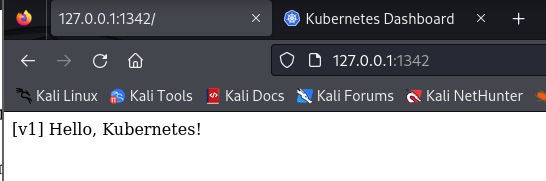 127.0.0.1:1342/ Kubernetes Dashboard
127.0.0.1:1342
Kali Linux Kali Tools Kali Docs Kali Forums Kali NetHunter
[v1] Hello, Kubernetes!